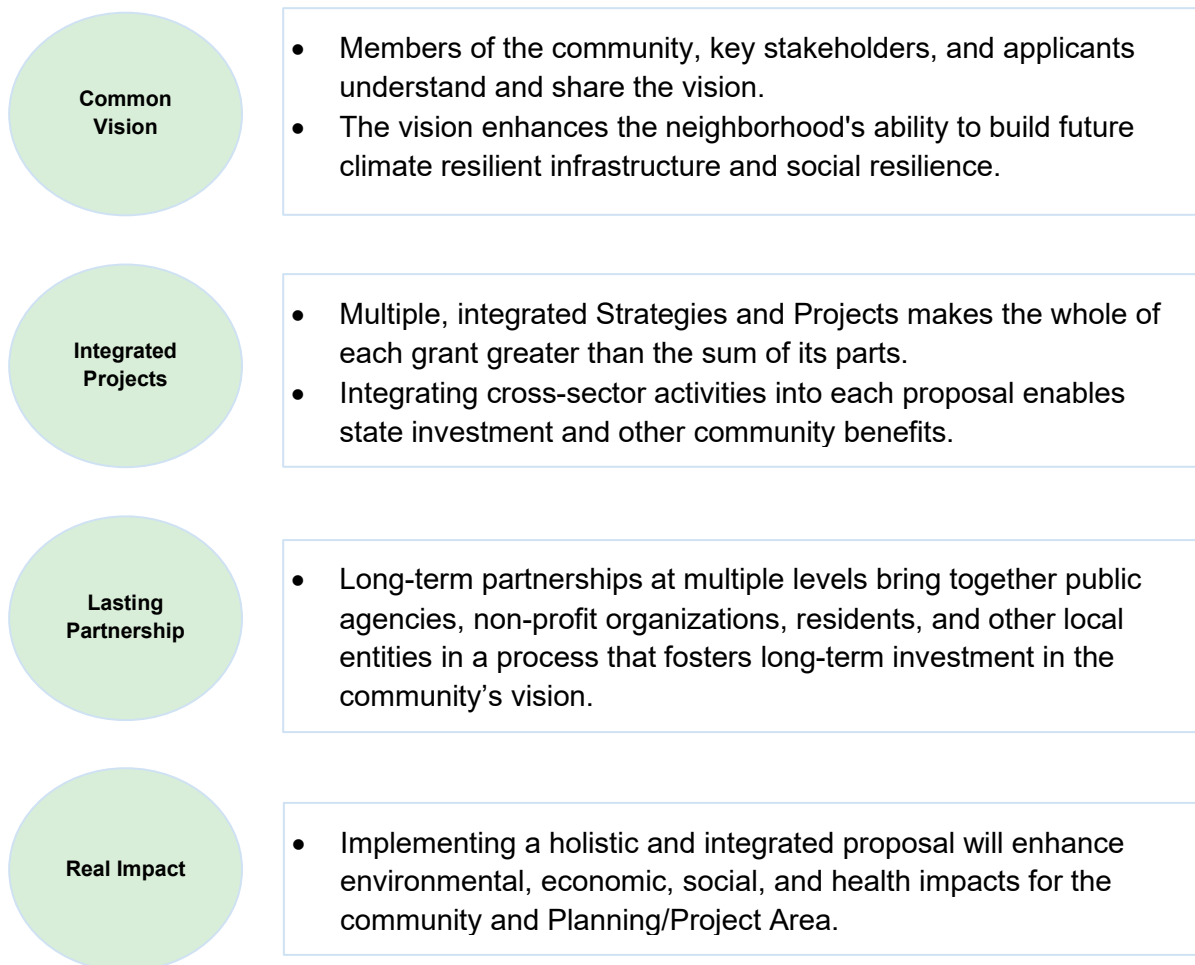 Common
Vision
• Members of the community, key stakeholders, and applicants
understand and share the vision.
• The vision enhances the neighborhood's ability to build future
climate resilient infrastructure and social resilience.
Integrated
Projects
• Multiple, integrated Strategies and Projects makes the whole of
each grant greater than the sum of its parts.
• Integrating cross-sector activities into each proposal enables
state investment and other community benefits.
Lasting
Partnership
• Long-term partnerships at multiple levels bring together public
agencies, non-profit organizations, residents, and other local
entities in a process that fosters long-term investment in the
community’s vision.
Real Impact
• Implementing a holistic and integrated proposal will enhance
environmental, economic, social, and health impacts for the
community and Planning/Project Area.